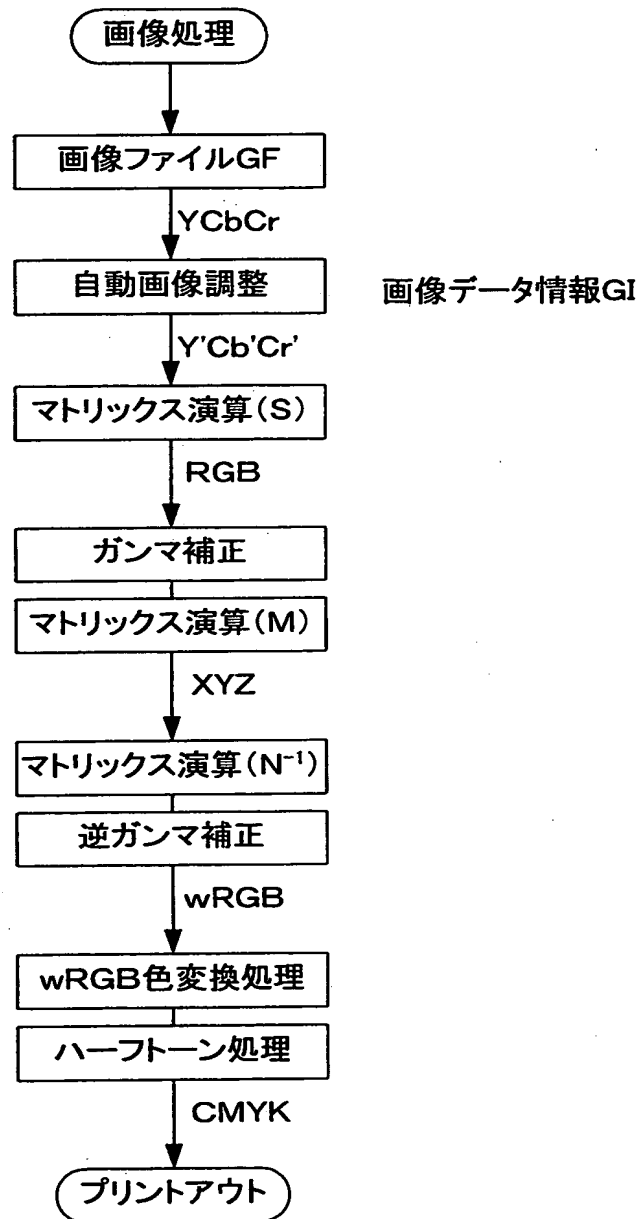 画像処理
画像ファイルGF
YCbCr
自動画像調整
画像データ情報GI
Y'Cb'Cr'
マトリックス演算(S)
RGB
ガンマ補正
マトリックス演算(M)
XYZ
マトリックス演算(N⁻¹)
逆ガンマ補正
wRGB
wRGB色変換処理
ハーフトーン処理
CMYK
プリントアウト